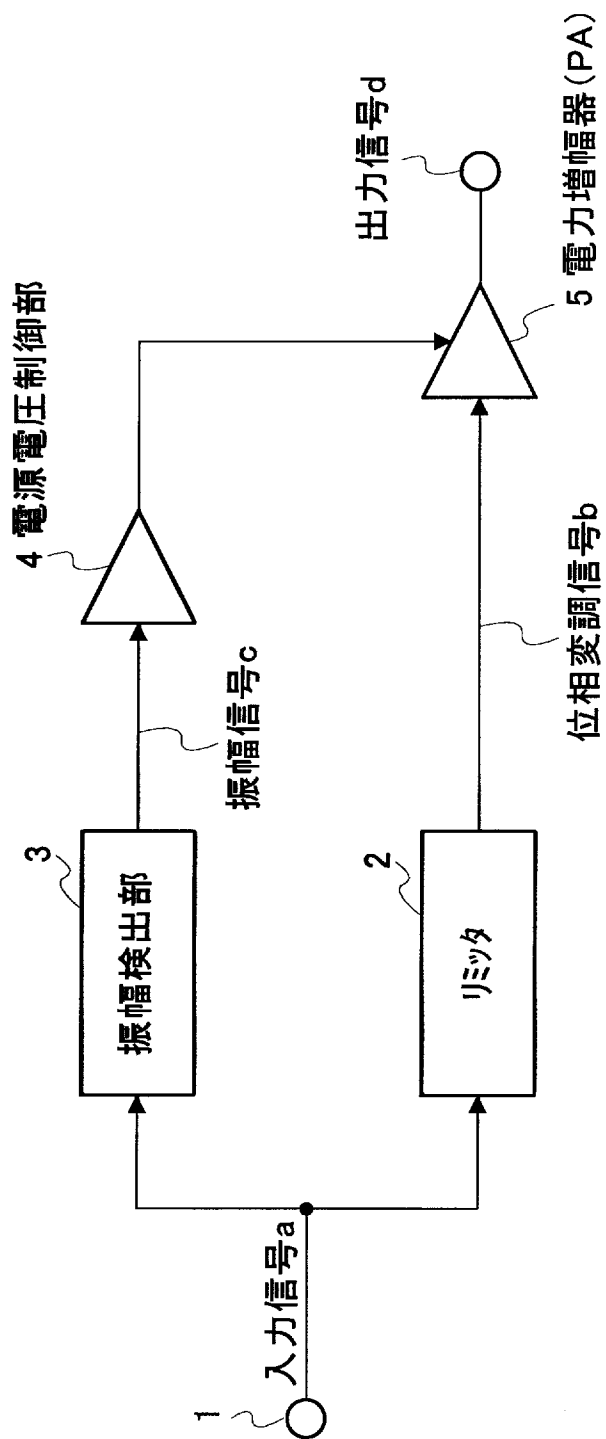 1
入力信号a
3
振幅検出部
振幅信号c
4 電源電圧制御部
2
リミッタ
位相変調信号b
5 電力増幅器(PA)
出力信号d